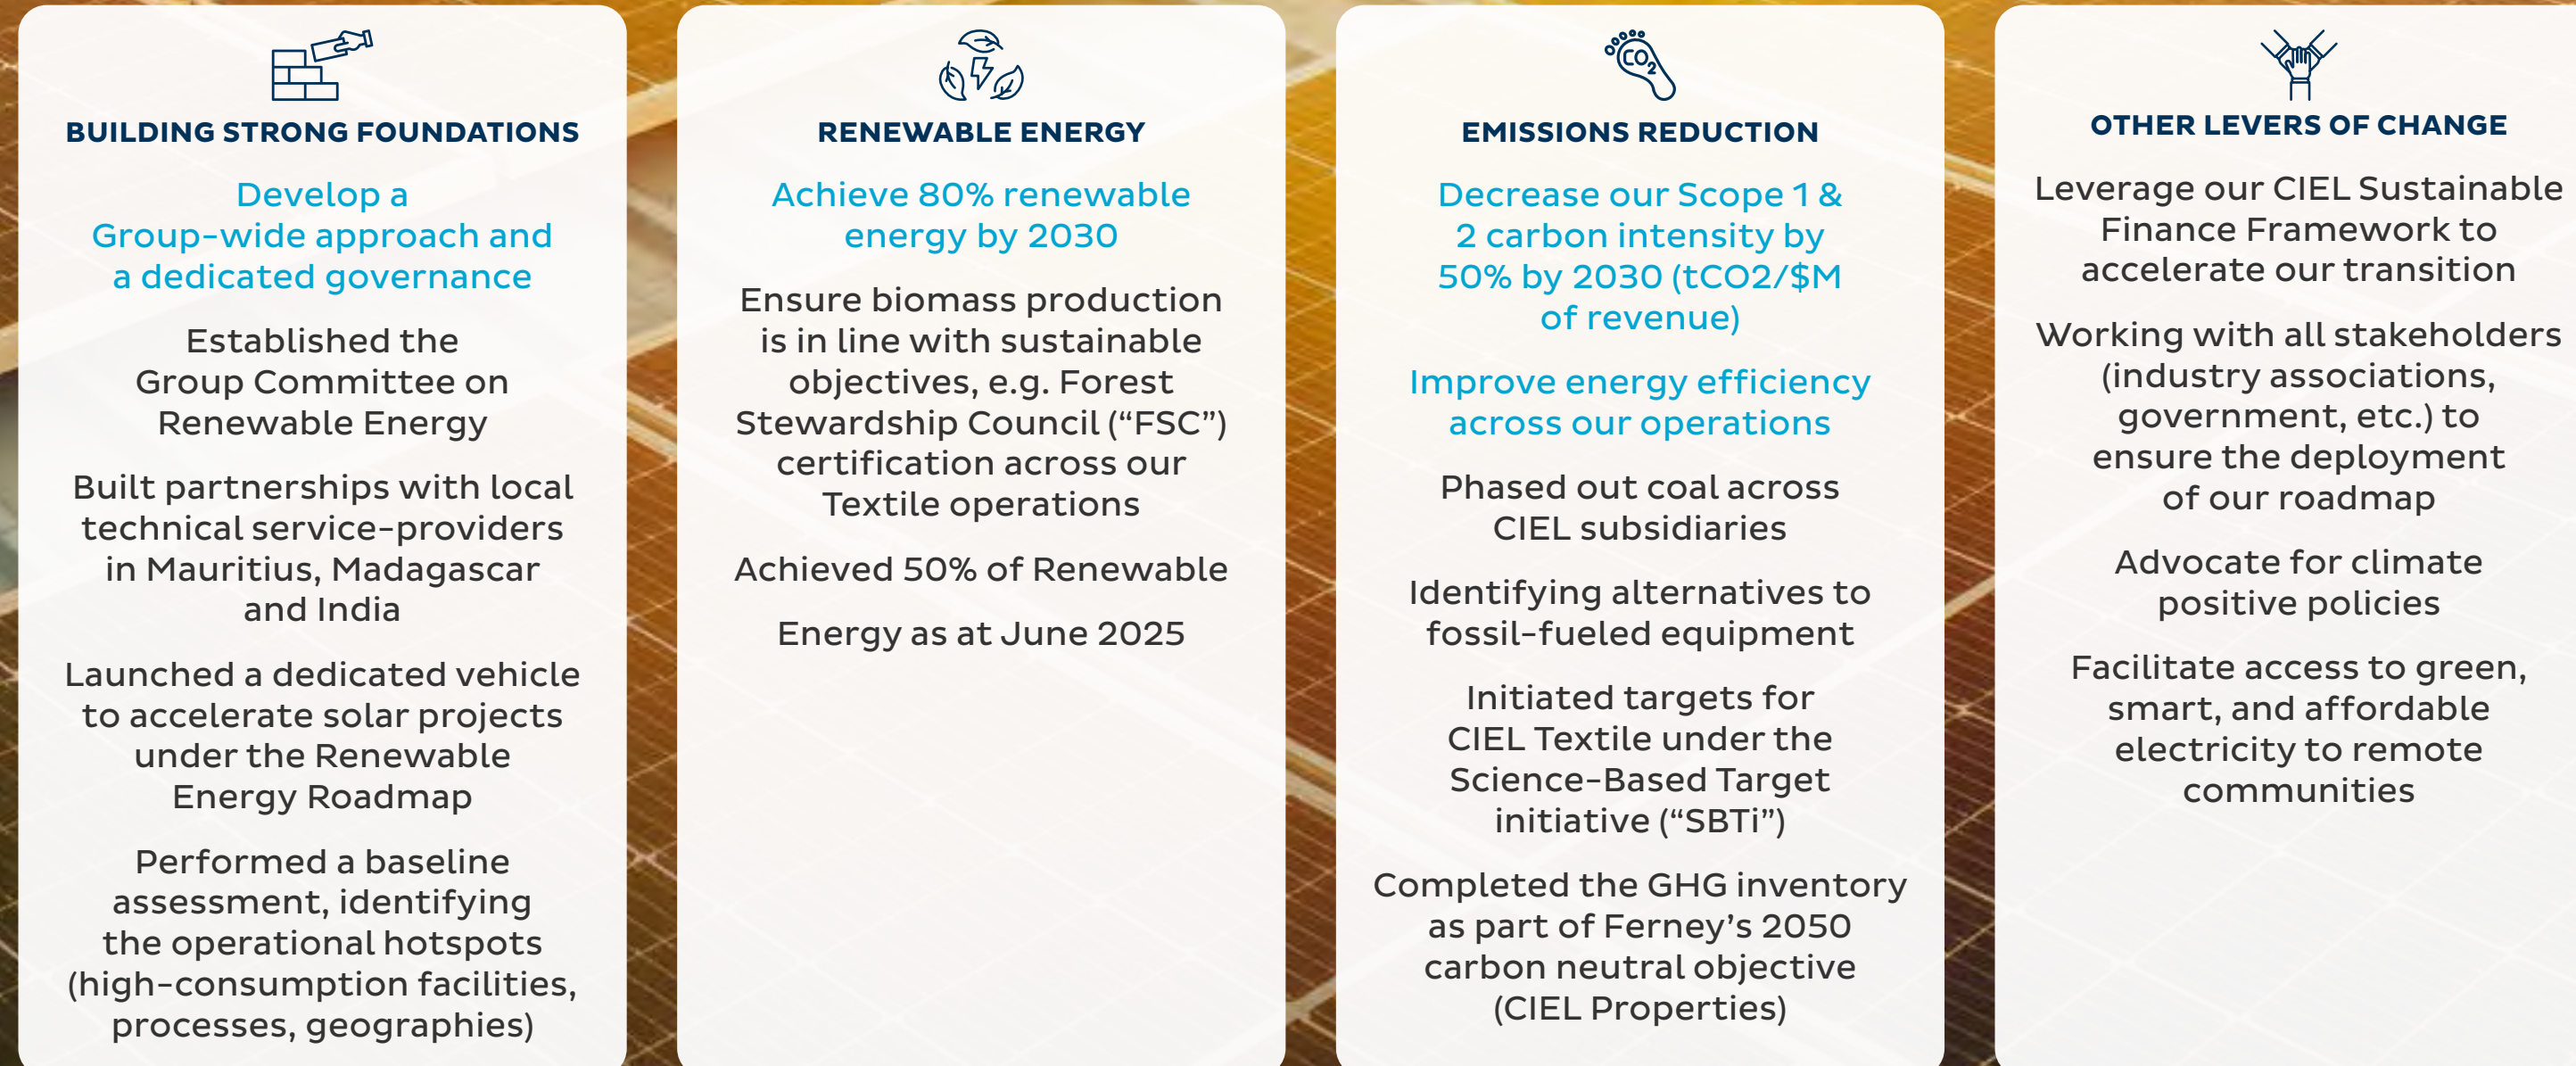 BUILDING STRONG FOUNDATIONS
Develop a
Group-wide approach and
a dedicated governance
Established the
Group Committee on
Renewable Energy
Built partnerships with local
technical service-providers
in Mauritius, Madagascar
and India
Launched a dedicated vehicle
to accelerate solar projects
under the Renewable
Energy Roadmap
Performed a baseline
assessment, identifying
the operational hotspots
(high-consumption facilities,
processes, geographies)
RENEWABLE ENERGY
Achieve 80% renewable
energy by 2030
Ensure biomass production
is in line with sustainable
objectives, e.g. Forest
Stewardship Council (“FSC”)
certification across our
Textile operations
Achieved 50% of Renewable
Energy as at June 2025
CO2
EMISSIONS REDUCTION
Decrease our Scope 1 &
2 carbon intensity by
50% by 2030 (tCO2/$M
of revenue)
Improve energy efficiency
across our operations
Phased out coal across
CIEL subsidiaries
Identifying alternatives to
fossil-fueled equipment
Initiated targets for
CIEL Textile under the
Science-Based Target
initiative (“SBTi”)
Completed the GHG inventory
as part of Ferney’s 2050
carbon neutral objective
(CIEL Properties)
OTHER LEVERS OF CHANGE
Leverage our CIEL Sustainable
Finance Framework to
accelerate our transition
Working with all stakeholders
(industry associations,
government, etc.) to
ensure the deployment
of our roadmap
Advocate for climate
positive policies
Facilitate access to green,
smart, and affordable
electricity to remote
communities